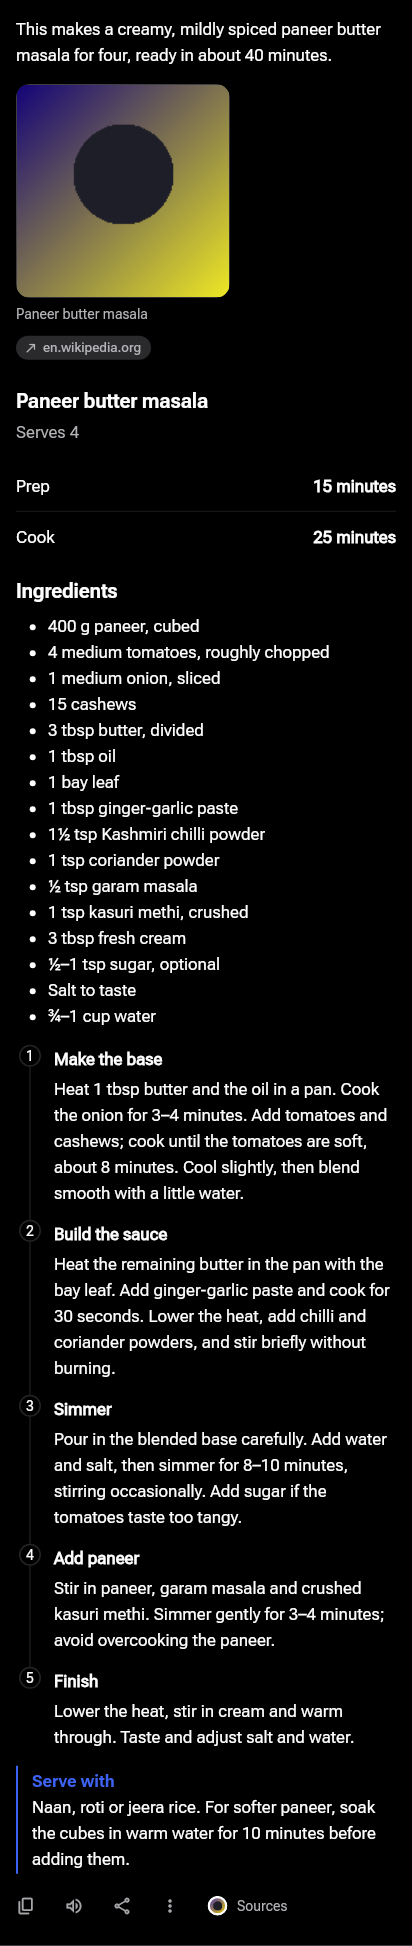 This makes a creamy, mildly spiced paneer butter
masala for four, ready in about 40 minutes.
Paneer butter masala
en.wikipedia.org
Paneer butter masala
Serves 4
Prep 15 minutes
Cook 25 minutes
Ingredients
• 400 g paneer, cubed
• 4 medium tomatoes, roughly chopped
• 1 medium onion, sliced
• 15 cashews
• 3 tbsp butter, divided
• 1 tbsp oil
• 1 bay leaf
• 1 tbsp ginger-garlic paste
• 1½ tsp Kashmiri chilli powder
• 1 tsp coriander powder
• ½ tsp garam masala
• 1 tsp kasuri methi, crushed
• 3 tbsp fresh cream
• ½–1 tsp sugar, optional
• Salt to taste
• ¾–1 cup water
1 Make the base
Heat 1 tbsp butter and the oil in a pan. Cook
the onion for 3–4 minutes. Add tomatoes and
cashews; cook until the tomatoes are soft,
about 8 minutes. Cool slightly, then blend
smooth with a little water.
2 Build the sauce
Heat the remaining butter in the pan with the
bay leaf. Add ginger-garlic paste and cook for
30 seconds. Lower the heat, add chilli and
coriander powders, and stir briefly without
burning.
3 Simmer
Pour in the blended base carefully. Add water
and salt, then simmer for 8–10 minutes,
stirring occasionally. Add sugar if the
tomatoes taste too tangy.
4 Add paneer
Stir in paneer, garam masala and crushed
kasuri methi. Simmer gently for 3–4 minutes;
avoid overcooking the paneer.
5 Finish
Lower the heat, stir in cream and warm
through. Taste and adjust salt and water.
Serve with
Naan, roti or jeera rice. For softer paneer, soak
the cubes in warm water for 10 minutes before
adding them.
Sources